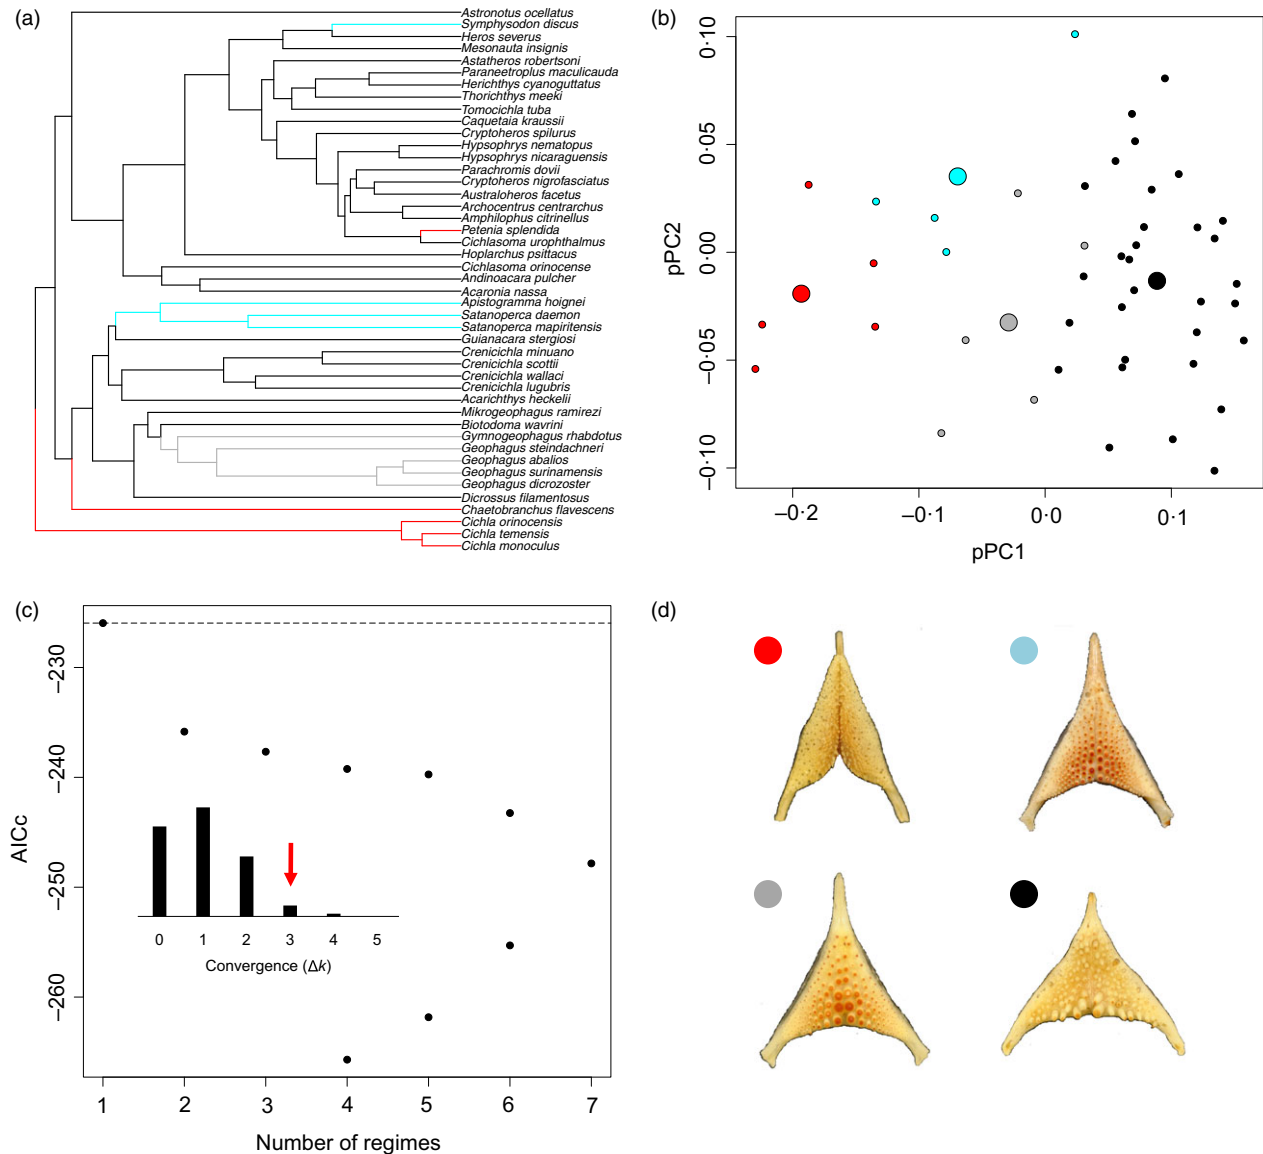 (a)
Astronotus ocellatus
Symphysodon discus
Heros severus
Mesonauta insignis
Astatheros robertsoni
Paraneetroplus maculicauda
Herichthys cyanoguttatus
Thorichthys meeki
Tomocichla tuba
Caquetaia kraussii
Cryptoheros spilurus
Hypsophrys nematopus
Hypsophrys nicaraguensis
Parachromis dovii
Cryptoheros nigrofasciatus
Australoheros facetus
Archocentrus centrarchus
Amphilophus citrinellus
Petenia splendida
Cichlasoma urophthalmus
Hoplarchus psittacus
Cichlasoma orinocense
Andinoacara pulcher
Acaronia nassa
Apistogramma hoignei
Satanoperca daemon
Satanoperca mapiritensis
Guianacara stergiosi
Crenicichla minuano
Crenicichla scottii
Crenicichla wallaci
Crenicichla lugubris
Acarichthys heckelii
Mikrogeophagus ramirezi
Biotodoma wavrini
Gymnogeophagus rhabdotus
Geophagus steindachneri
Geophagus abalios
Geophagus surinamensis
Geophagus dicrozoster
Dicrossus filamentosus
Chaetobranchus flavescens
Cichla orinocensis
Cichla temensis
Cichla monoculus
(b)
0·10
0·05
0·00
−0·05
−0·10
pPC2
−0·2
−0·1
0·0
0·1
pPC1
(c)
−230
−240
−250
−260
AICc
0 1 2 3 4 5
Convergence (Δk)
1 2 3 4 5 6 7
Number of regimes
(d)